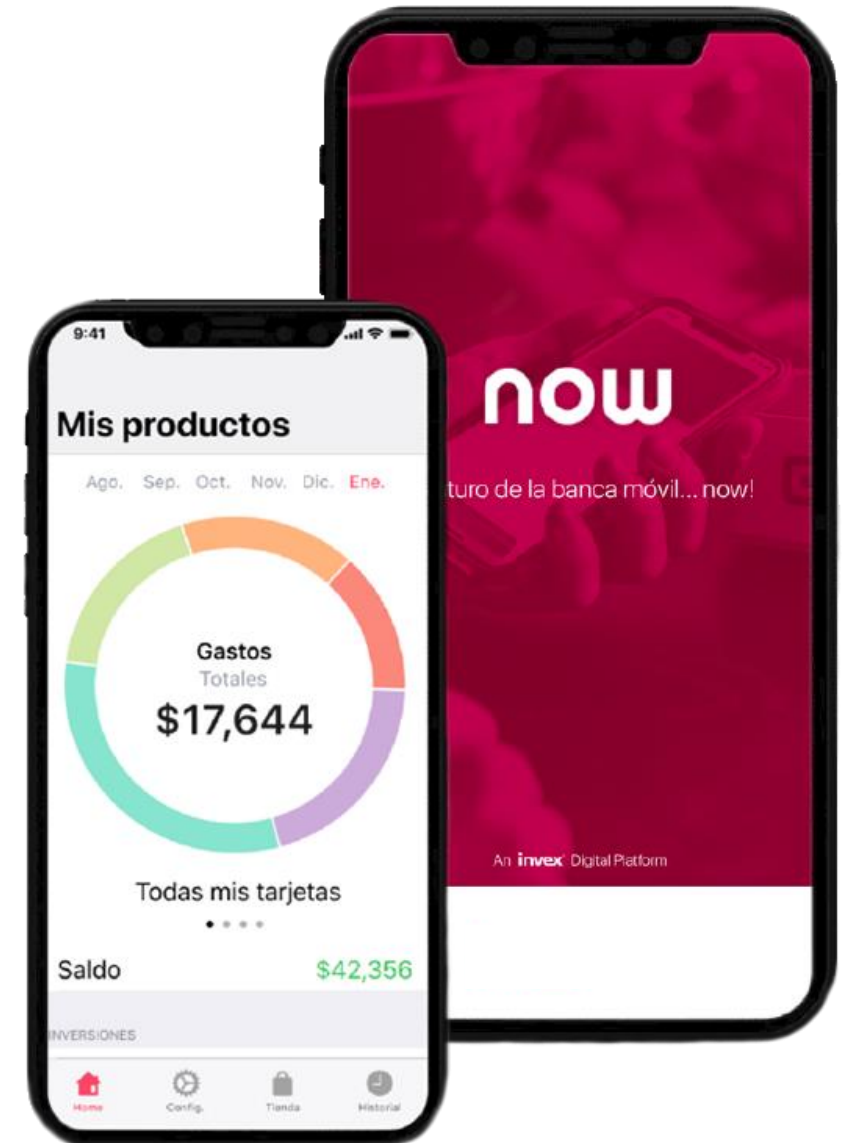 now
turo de la banca móvil... now!
An invex Digital Platform
9:41
Mis productos
Ago. Sep. Oct. Nov. Dic. Ene.
Gastos
Totales
$17,644
Todas mis tarjetas
Saldo $42,356
INVERSIONES
Home Config. Tienda Historial